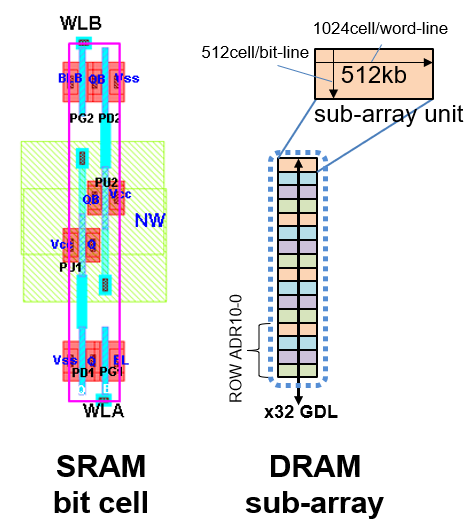 WLB
BLB QB Vss
PG2 PD2
PU2
QB Vcc
NW
Vcc Q
PU1
Vss Q BL
PD1 PG1
WLA
SRAM
bit cell
1024cell/word-line
512cell/bit-line
512kb
sub-array unit
ROW ADR10-0
x32 GDL
DRAM
sub-array